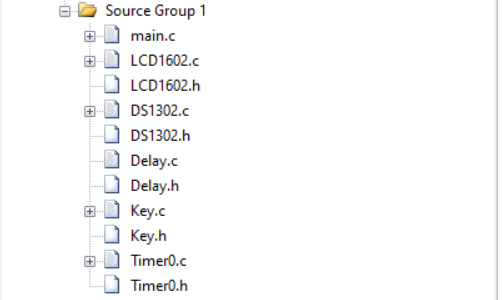 Source Group 1
main.c
LCD1602.c
LCD1602.h
DS1302.c
DS1302.h
Delay.c
Delay.h
Key.c
Key.h
Timer0.c
Timer0.h